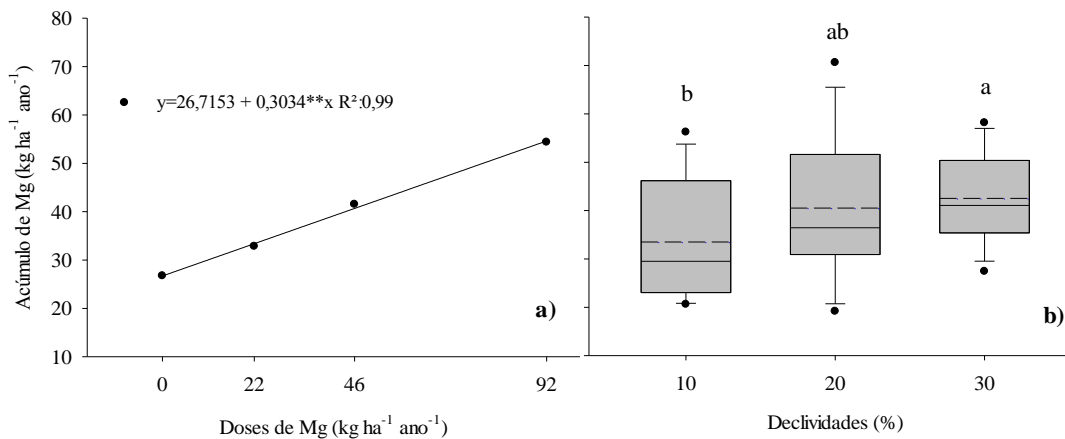 Acúmulo de Mg (kg ha⁻¹ ano⁻¹)
80
70
60
50
40
30
20
10
y=26,7153 + 0,3034**x R²:0,99
a)
0 22 46 92
Doses de Mg (kg ha⁻¹ ano⁻¹)
b
ab
a
b)
10 20 30
Declividades (%)